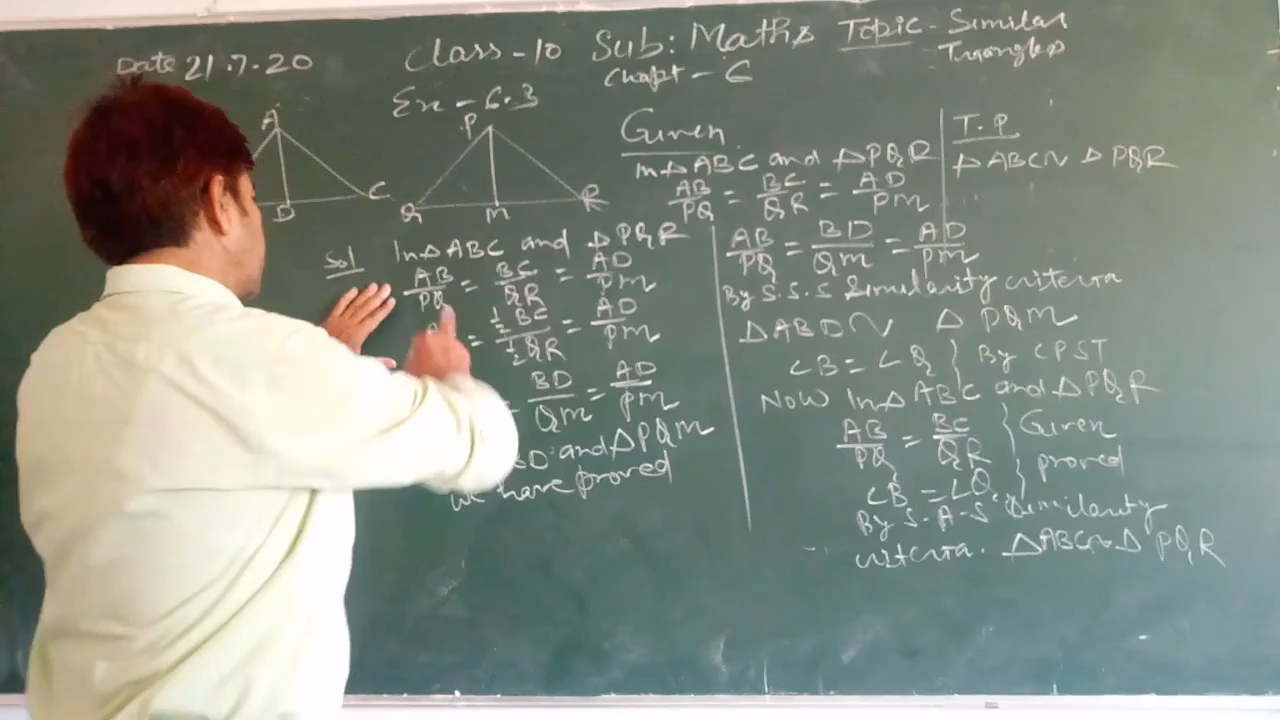 Date 21.7.20
Class-10 Sub: Maths Topic - Similar
Triangles
Chapt - 6
Ex - 6.3
A
D
C
P
Q
M
R
Given
In Δ ABC and Δ PQR
AB/PQ = BC/QR = AD/PM
T.P
Δ ABC ~ Δ PQR
Sol
In Δ ABC and Δ PQR
AB/PQ = BC/QR = AD/PM
= ½ BC/½ QR = AD/PM
BD/QM = AD/PM
and Δ PQM
we have proved
AB/PQ = BD/QM = AD/PM
By S.S.S Similarity criteria
Δ ABD ~ Δ PQM
∠B = ∠Q } By CPST
Now In Δ ABC and Δ PQR
AB/PQ = BC/QR } Given
∠B = ∠Q } proved
By S-A-S Similarity
criteria. Δ ABC ~ Δ PQR